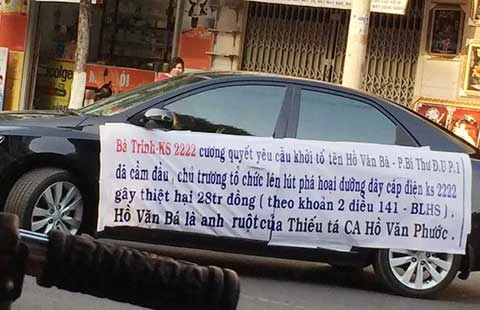 Bà Trinh-KS 2222 cương quyết yêu cầu khởi tố tên Hồ Văn Bá - P.Bí Thư Đ.U P.1
đã cầm đầu, chủ trương tổ chức lén lút phá hoại đường dây cáp điện ks 2222
gây thiệt hại 28tr đồng ( theo khoản 2 điều 141 - BLHS ) .
Hồ Văn Bá là anh ruột của Thiếu tá CA Hồ Văn Phước .